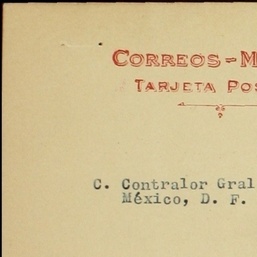 CORREOS-M
TARJETA POS
C. Contralor Gral
México, D. F.